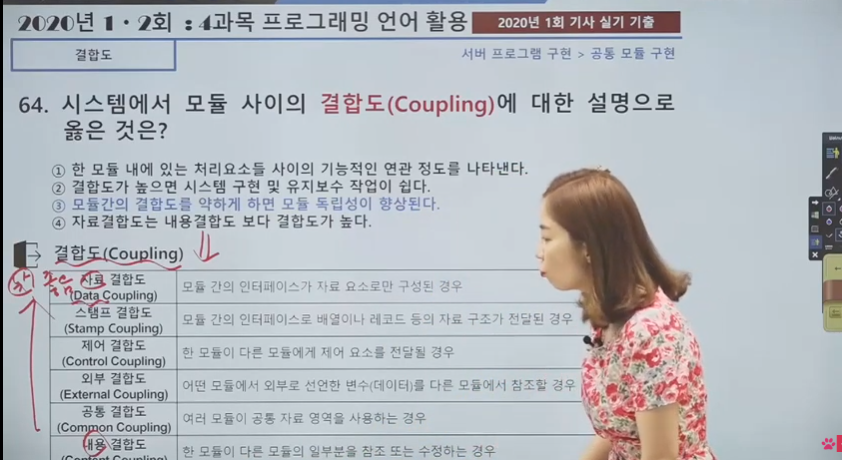 2020년 1·2회 : 4과목 프로그래밍 언어 활용 2020년 1회 기사 실기 기출
결합도 서버 프로그램 구현 > 공통 모듈 구현
64. 시스템에서 모듈 사이의 결합도(Coupling)에 대한 설명으로
옳은 것은?
① 한 모듈 내에 있는 처리요소들 사이의 기능적인 연관 정도를 나타낸다.
② 결합도가 높으면 시스템 구현 및 유지보수 작업이 쉽다.
③ 모듈간의 결합도를 약하게 하면 모듈 독립성이 향상된다.
④ 자료결합도는 내용결합도 보다 결합도가 높다.
결합도(Coupling)
좋음
자료 결합도
(Data Coupling)
모듈 간의 인터페이스가 자료 요소로만 구성된 경우
스탬프 결합도
(Stamp Coupling)
모듈 간의 인터페이스로 배열이나 레코드 등의 자료 구조가 전달된 경우
제어 결합도
(Control Coupling)
한 모듈이 다른 모듈에게 제어 요소를 전달될 경우
외부 결합도
(External Coupling)
어떤 모듈에서 외부로 선언한 변수(데이터)를 다른 모듈에서 참조할 경우
공통 결합도
(Common Coupling)
여러 모듈이 공통 자료 영역을 사용하는 경우
내용 결합도
(Content Coupling)
한 모듈이 다른 모듈의 일부분을 참조 또는 수정하는 경우